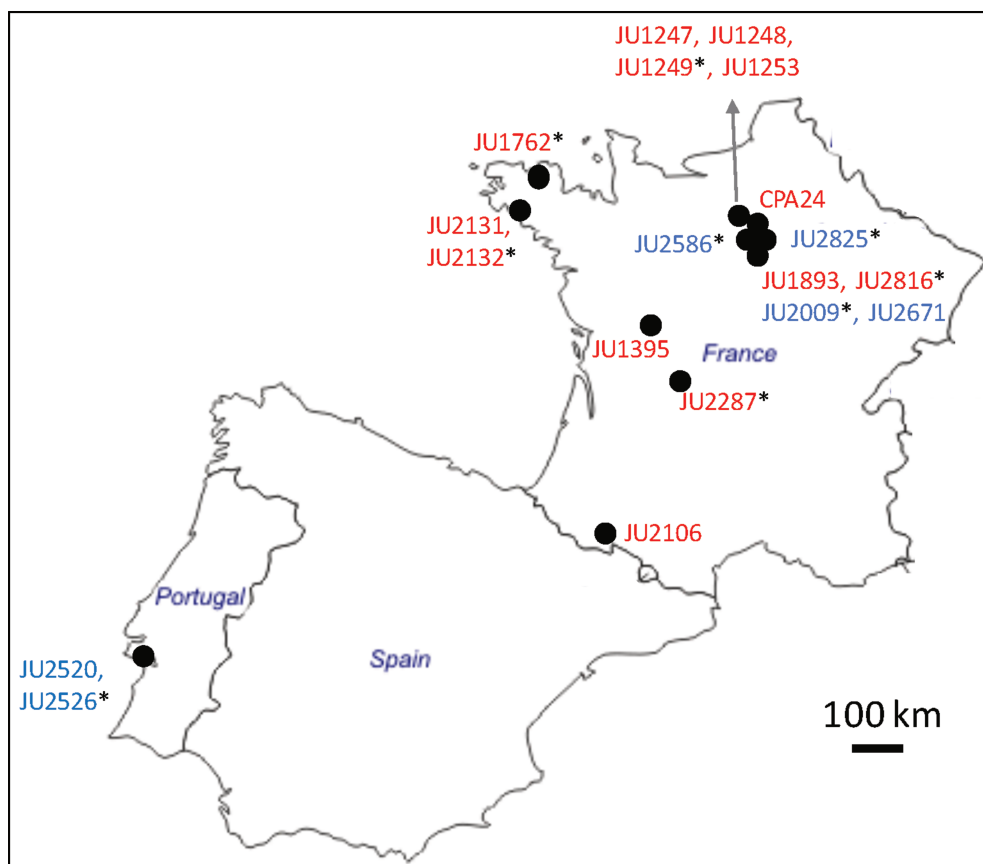 JU1247, JU1248,
JU1249*, JU1253
JU1762*
CPA24
JU2131,
JU2132*
JU2586*
JU2825*
JU1893, JU2816*
JU2009*, JU2671
JU1395
France
JU2287*
JU2106
Portugal
Spain
JU2520,
JU2526*
100 km